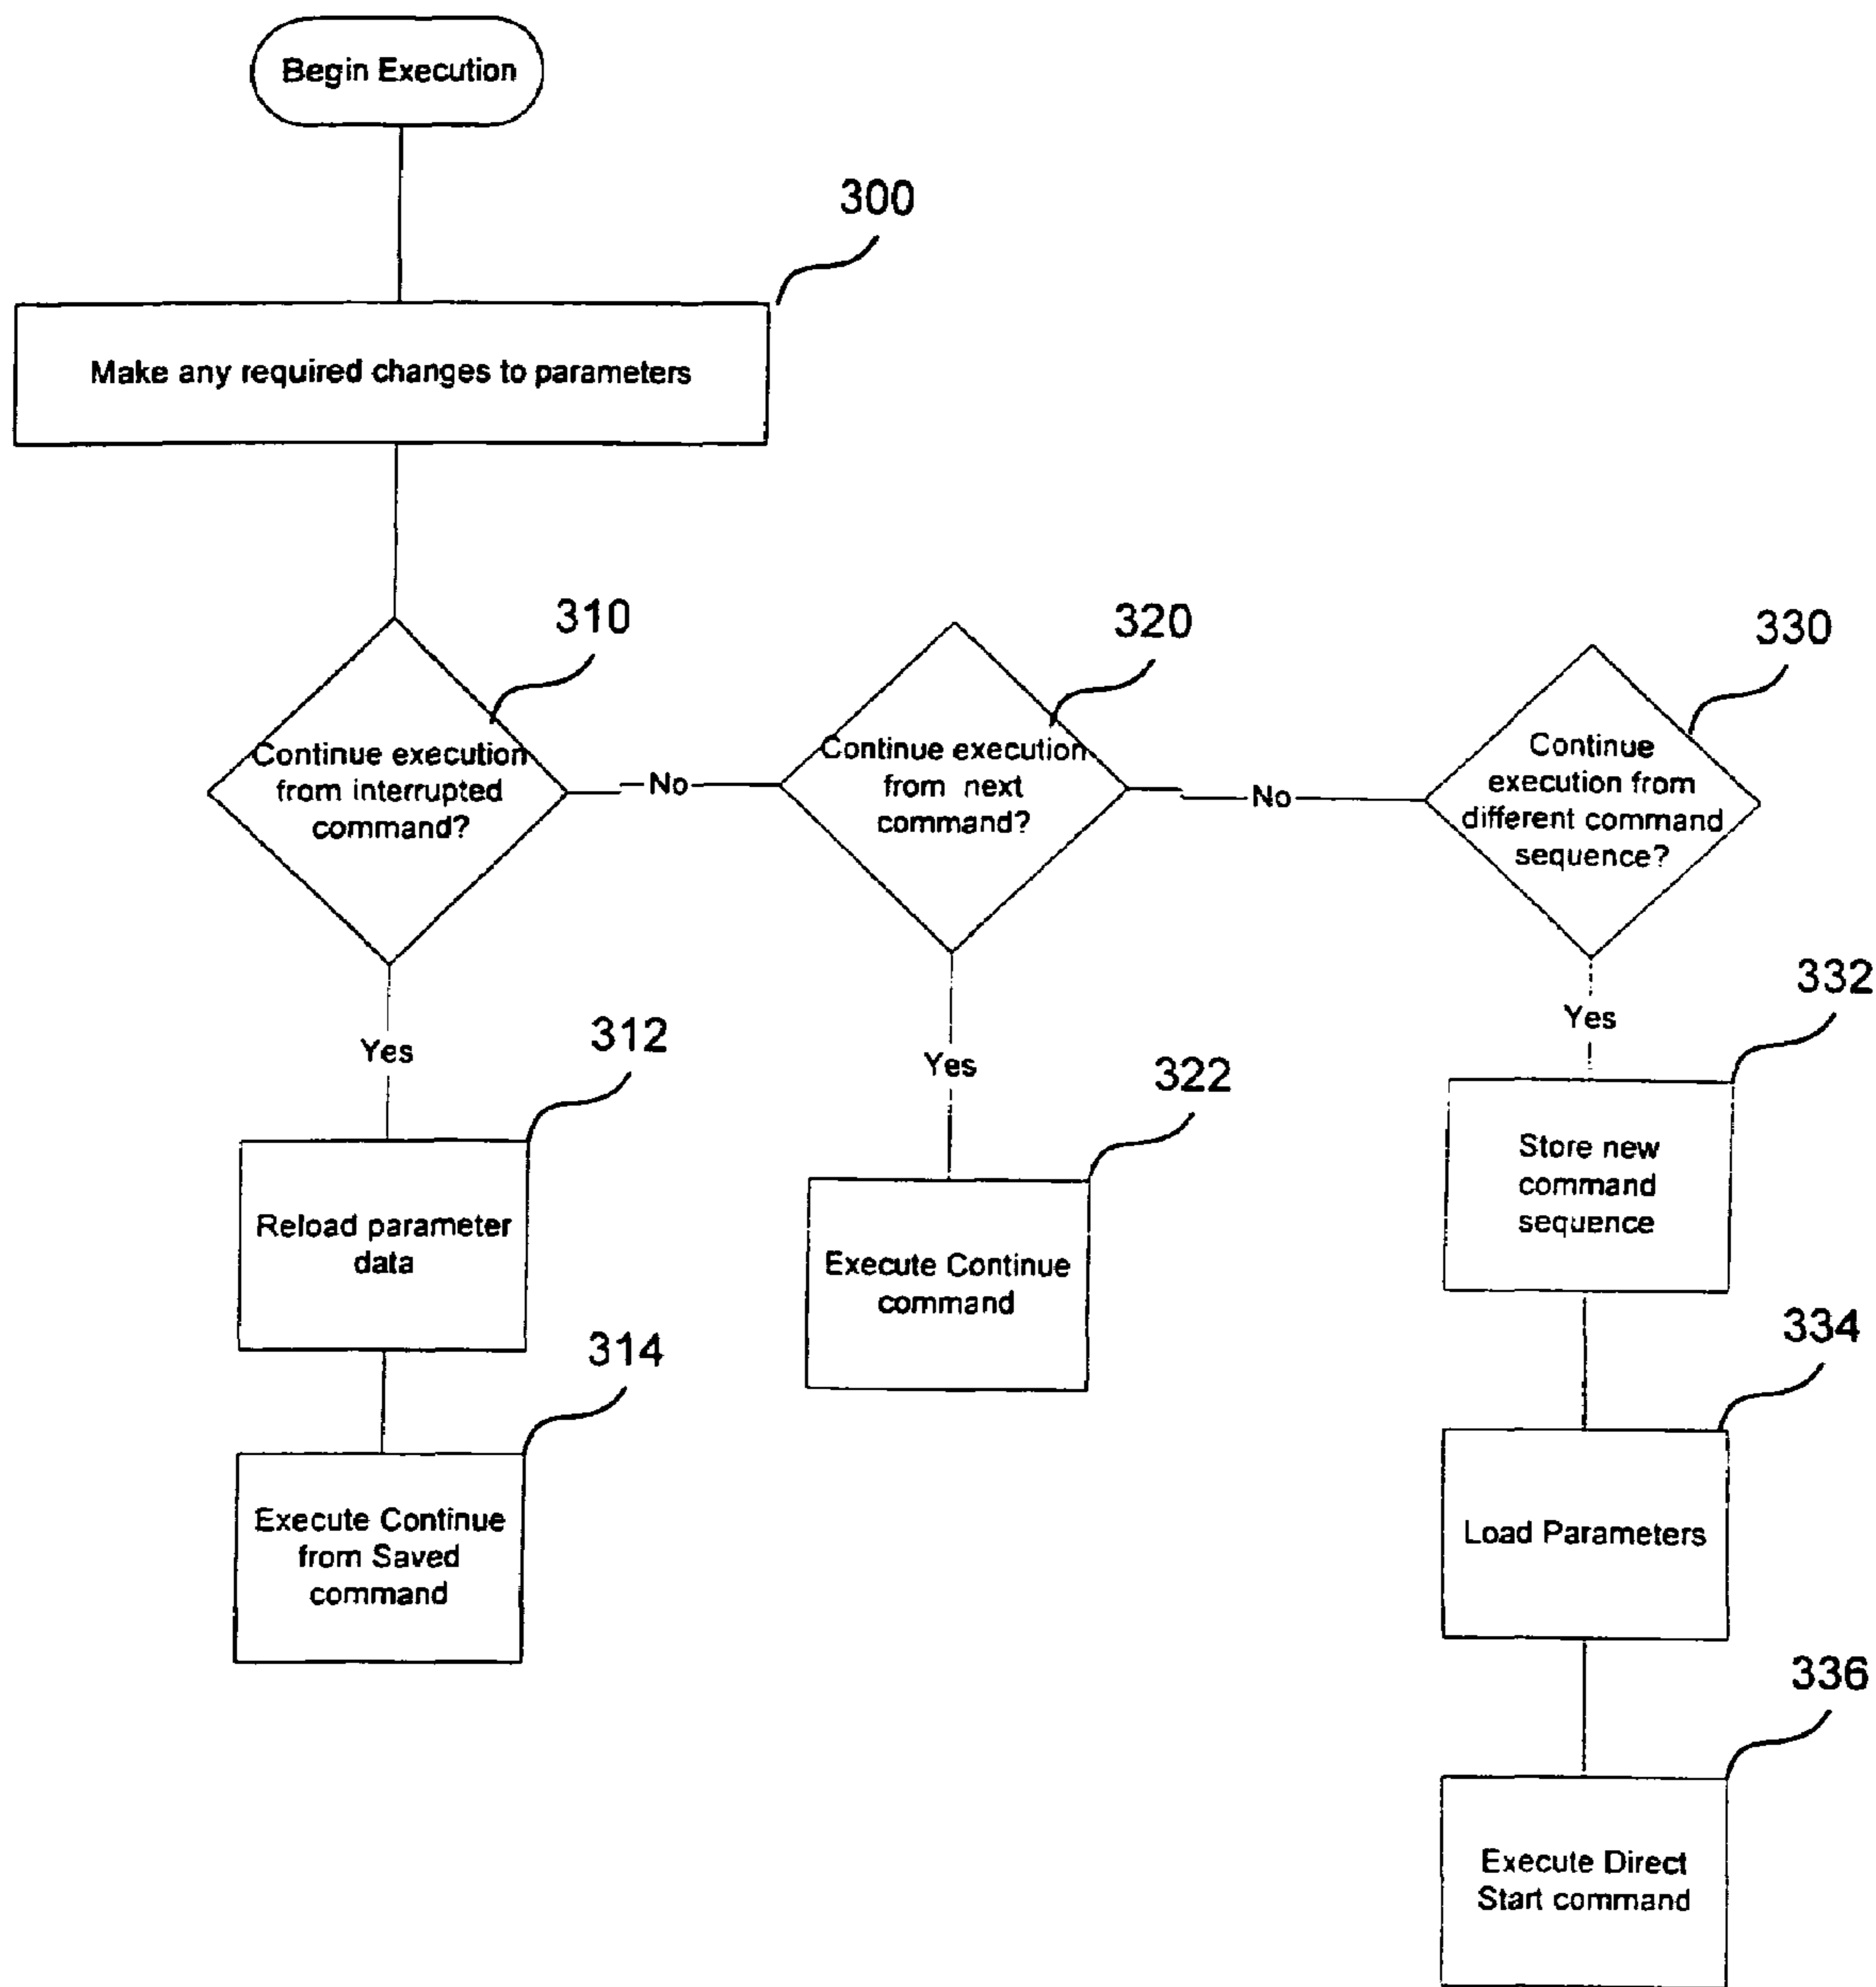 Begin Execution
300
Make any required changes to parameters
310
Continue execution
from interrupted
command?
No
320
Continue execution
from next
command?
No
330
Continue
execution from
different command
sequence?
Yes
312
Reload parameter
data
314
Execute Continue
from Saved
command
Yes
322
Execute Continue
command
Yes
332
Store new
command
sequence
334
Load Parameters
336
Execute Direct
Start command